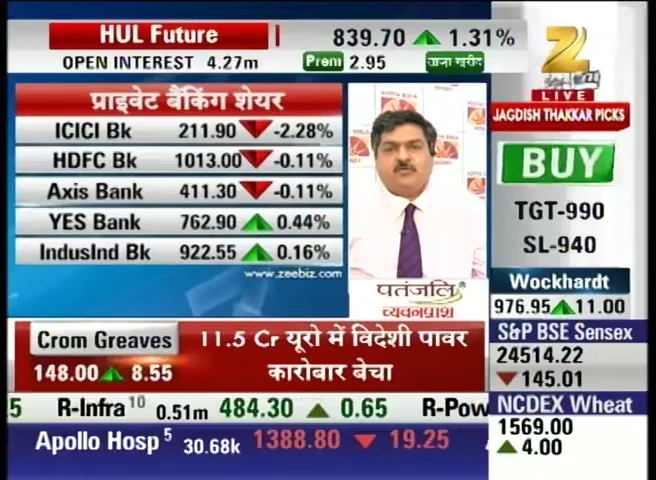 HUL Future
839.70 1.31%
OPEN INTEREST 4.27m
Prem 2.95
ताजा खरीद
Z
LIVE
प्राइवेट बैंकिंग शेयर
ICICI Bk 211.90 -2.28%
HDFC Bk 1013.00 -0.11%
Axis Bank 411.30 -0.11%
YES Bank 762.90 0.44%
IndusInd Bk 922.55 0.16%
www.zeebiz.com
पतंजलि
च्यवनप्राश
JAGDISH THAKKAR PICKS
BUY
TGT-990
SL-940
Wockhardt
976.95 11.00
S&P BSE Sensex
24514.22
145.01
NCDEX Wheat
1569.00
4.00
Crom Greaves
148.00 8.55
11.5 Cr यूरो में विदेशी पावर
कारोबार बेचा
5 R-Infra 10 0.51m 484.30 0.65 R-Pow
Apollo Hosp 5 30.68k 1388.80 19.25